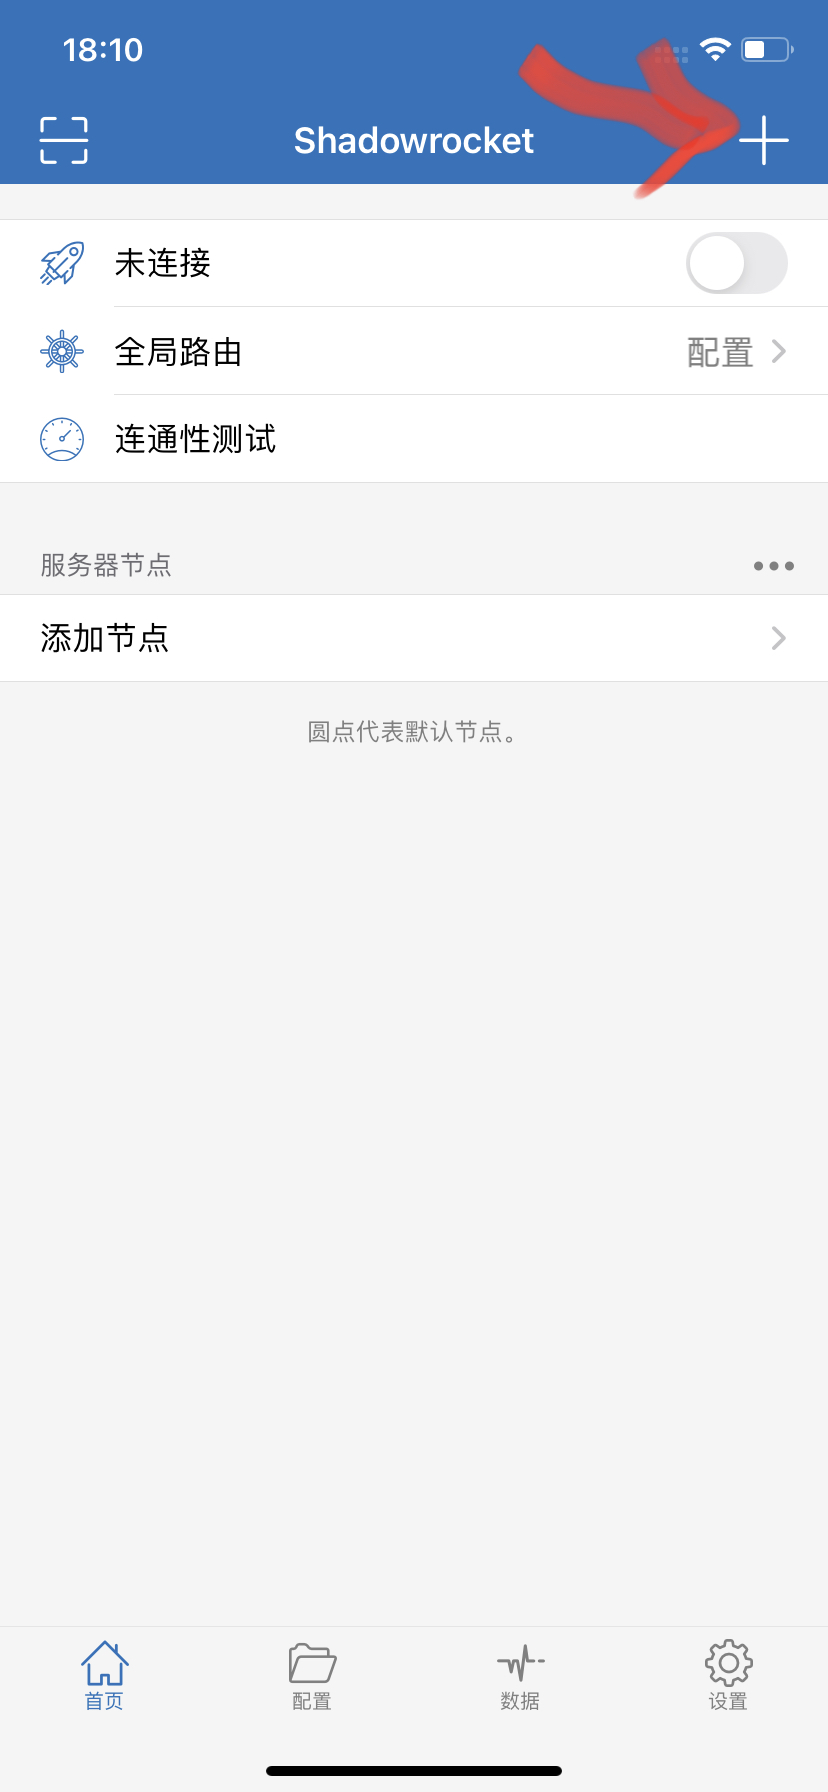 18:10
Shadowrocket
未连接
全局路由 配置
连通性测试
服务器节点
添加节点
圆点代表默认节点。
首页 配置 数据 设置